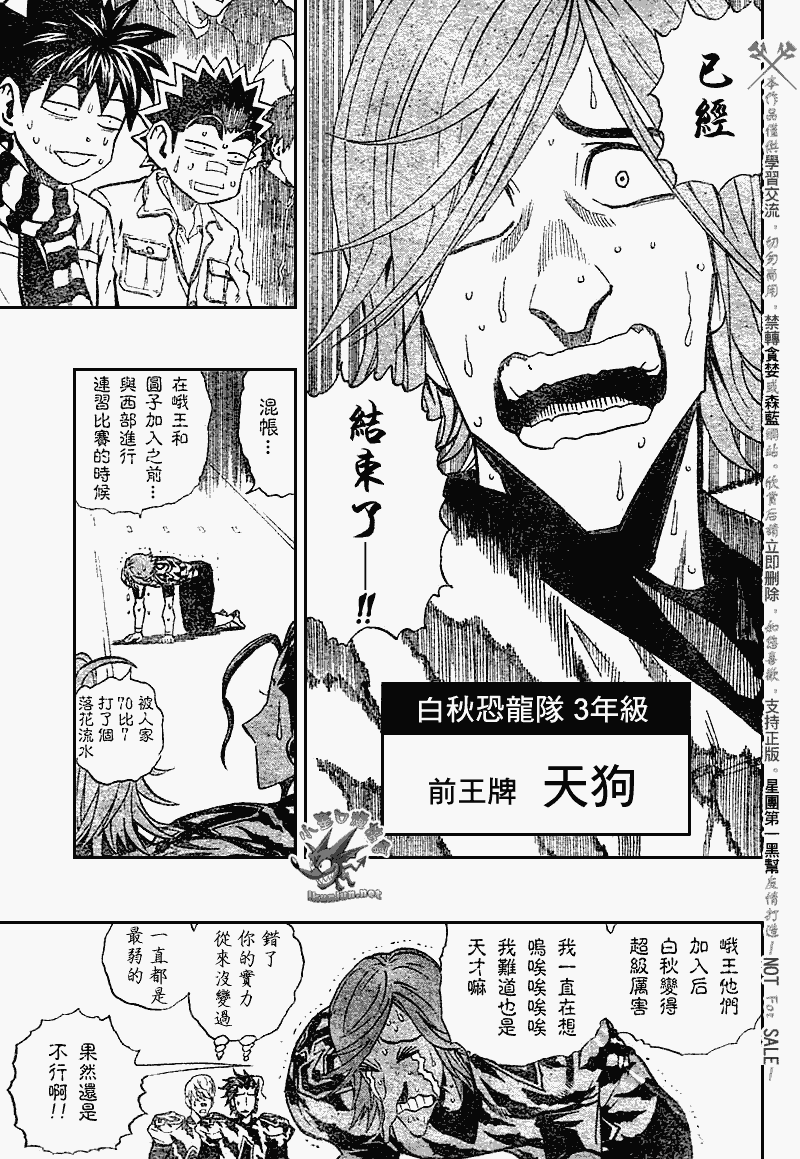 已經
結束了——!!
白秋恐龍隊 3年級
前王牌 天狗
混帳…
在峨王和
圓子加入之前…
與西部進行
連習比賽的時候
被人家
70比7
打了個
落花流水
峨王他們
加入后
白秋變得
超級厲害
我一直在想
嗚唉唉唉唉
我難道也是
天才嘛
錯了
你的實力
從來沒變過
一直都是
最弱的
果然還是
不行啊!!
本作品僅供學習交流，切勿商用，禁轉貪婪或森藍網站。欣賞后請立即刪除，如您喜歡，支持正版。星團第一黑幫友情打造—NOT For SALE—